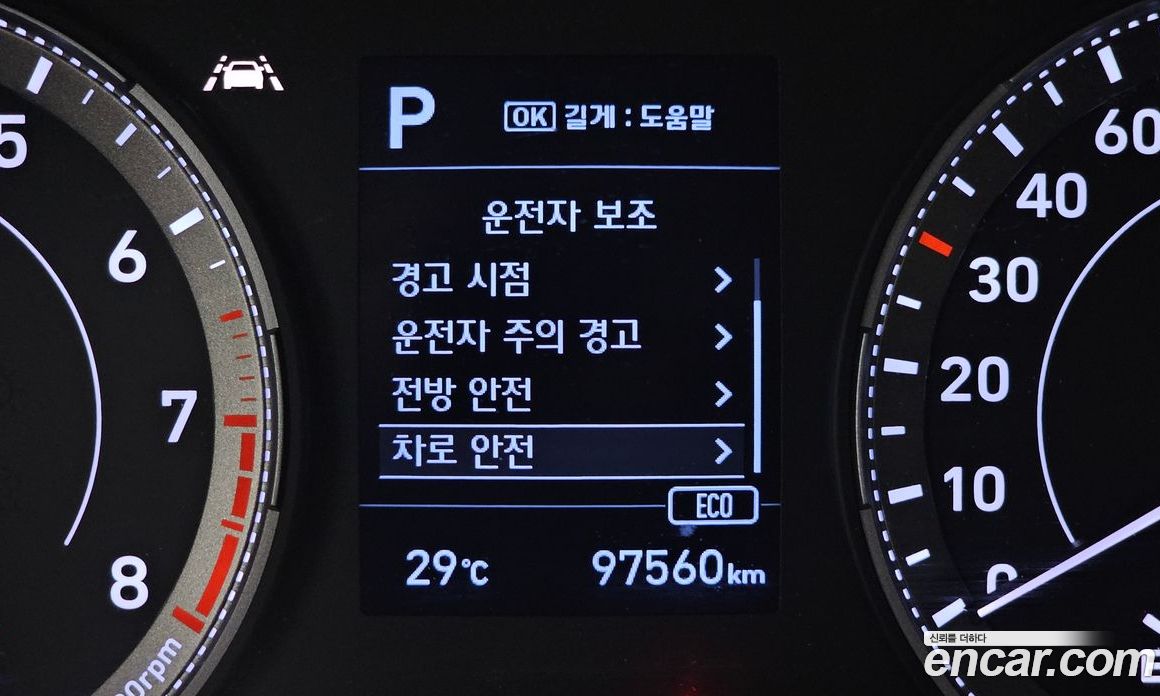 P
OK 길게 : 도움말
운전자 보조
경고 시점
운전자 주의 경고
전방 안전
차로 안전
ECO
29℃ 97560km
5
6
7
8
rpm
60
40
30
20
10
0
신뢰를 더하다
encar.com